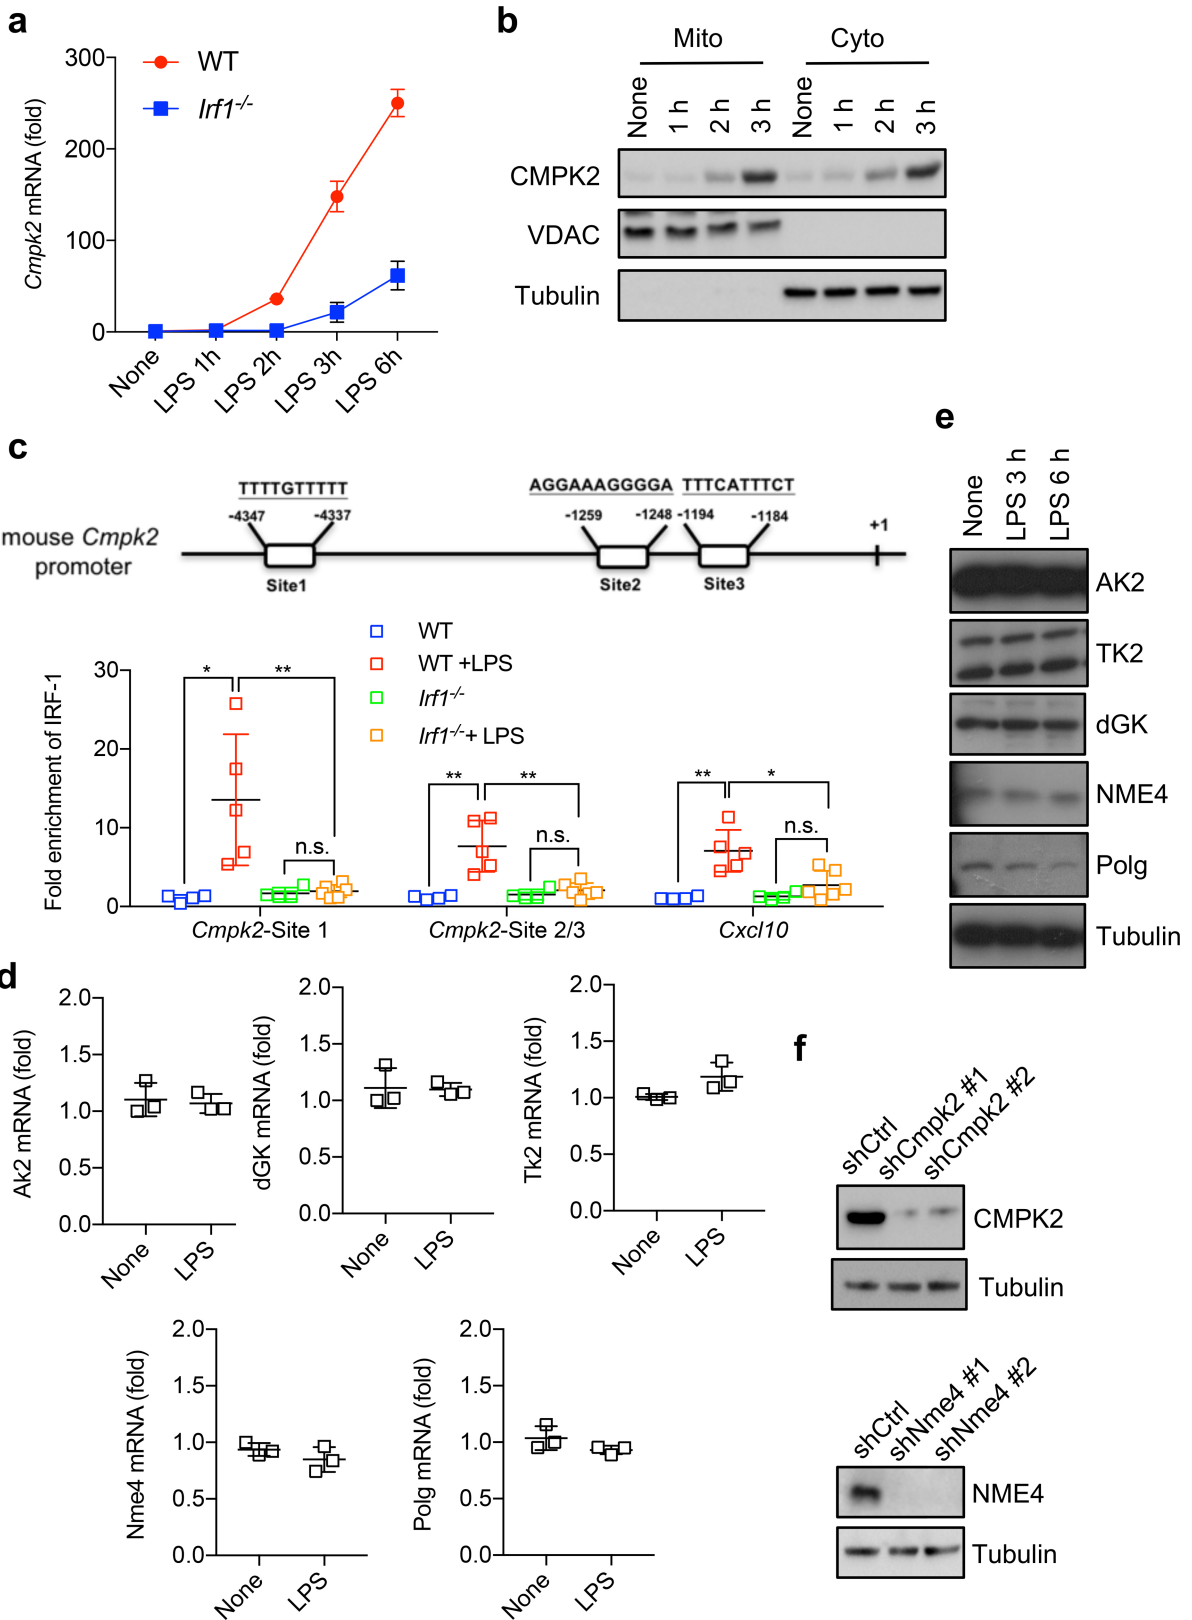 a
WT
Irf1-/-
Cmpk2 mRNA (fold)
300
200
100
0
None
LPS 1h
LPS 2h
LPS 3h
LPS 6h
b
Mito
Cyto
None
1 h
2 h
3 h
None
1 h
2 h
3 h
CMPK2
VDAC
Tubulin
c
TTTTGTTTTT
AGGAAAGGGGA
TTTCATTTCT
-4347
-4337
-1259
-1248
-1194
-1184
+1
mouse Cmpk2
promoter
Site1
Site2
Site3
WT
WT +LPS
Irf1-/-
Irf1-/-+ LPS
Fold enrichment of IRF-1
30
20
10
0
*
**
n.s.
**
**
n.s.
**
*
n.s.
Cmpk2-Site 1
Cmpk2-Site 2/3
Cxcl10
d
Ak2 mRNA (fold)
2.0
1.5
1.0
0.5
0.0
None
LPS
dGK mRNA (fold)
2.0
1.5
1.0
0.5
0.0
None
LPS
Tk2 mRNA (fold)
2.0
1.5
1.0
0.5
0.0
None
LPS
Nme4 mRNA (fold)
2.0
1.5
1.0
0.5
0.0
None
LPS
Polg mRNA (fold)
2.0
1.5
1.0
0.5
0.0
None
LPS
e
None
LPS 3 h
LPS 6 h
AK2
TK2
dGK
NME4
Polg
Tubulin
f
shCtrl
shCmpk2 #1
shCmpk2 #2
CMPK2
Tubulin
shCtrl
shNme4 #1
shNme4 #2
NME4
Tubulin